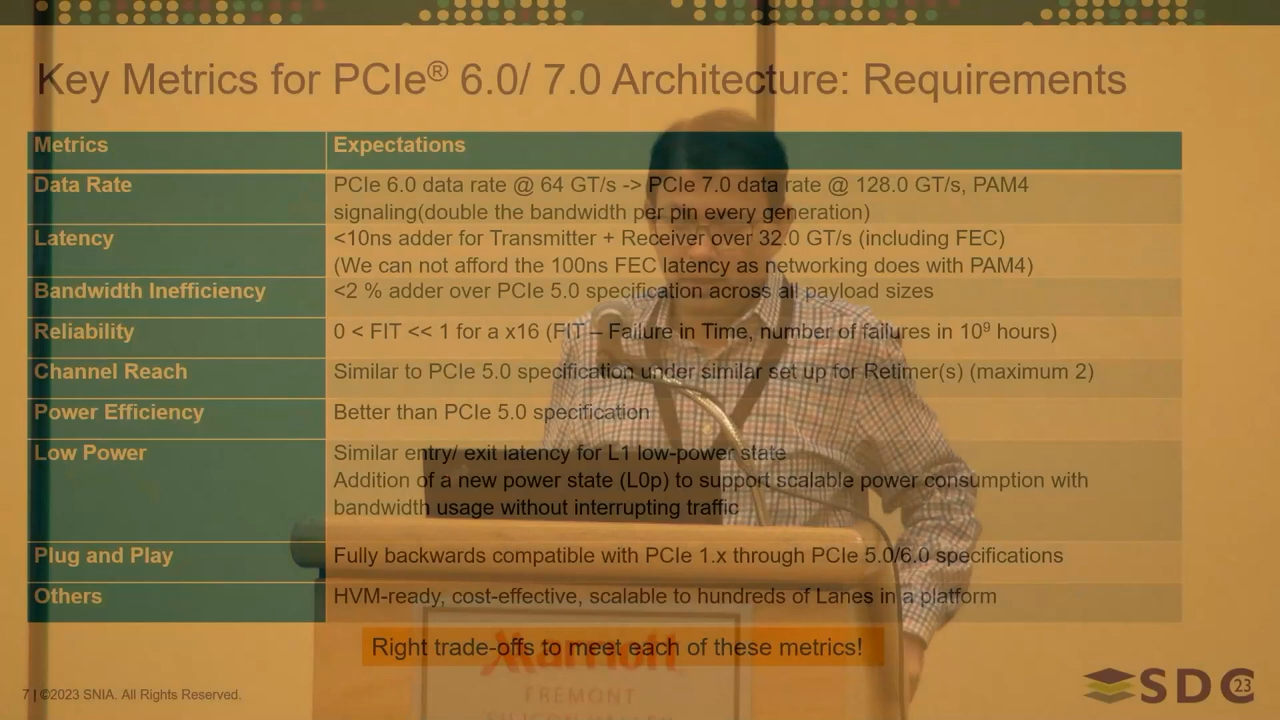 Key Metrics for PCIe® 6.0/ 7.0 Architecture: Requirements
Metrics Expectations
Data Rate PCIe 6.0 data rate @ 64 GT/s -> PCIe 7.0 data rate @ 128.0 GT/s, PAM4
signaling(double the bandwidth per pin every generation)
Latency <10ns adder for Transmitter + Receiver over 32.0 GT/s (including FEC)
(We can not afford the 100ns FEC latency as networking does with PAM4)
Bandwidth Inefficiency <2 % adder over PCIe 5.0 specification across all payload sizes
Reliability 0 < FIT << 1 for a x16 (FIT – Failure in Time, number of failures in 10⁹ hours)
Channel Reach Similar to PCIe 5.0 specification under similar set up for Retimer(s) (maximum 2)
Power Efficiency Better than PCIe 5.0 specification
Low Power Similar entry/ exit latency for L1 low-power state
Addition of a new power state (L0p) to support scalable power consumption with
bandwidth usage without interrupting traffic
Plug and Play Fully backwards compatible with PCIe 1.x through PCIe 5.0/6.0 specifications
Others HVM-ready, cost-effective, scalable to hundreds of Lanes in a platform
Right trade-offs to meet each of these metrics!
Marriott
FREMONT
SILICON VALLEY
7 | ©2023 SNIA. All Rights Reserved.
SDC 23